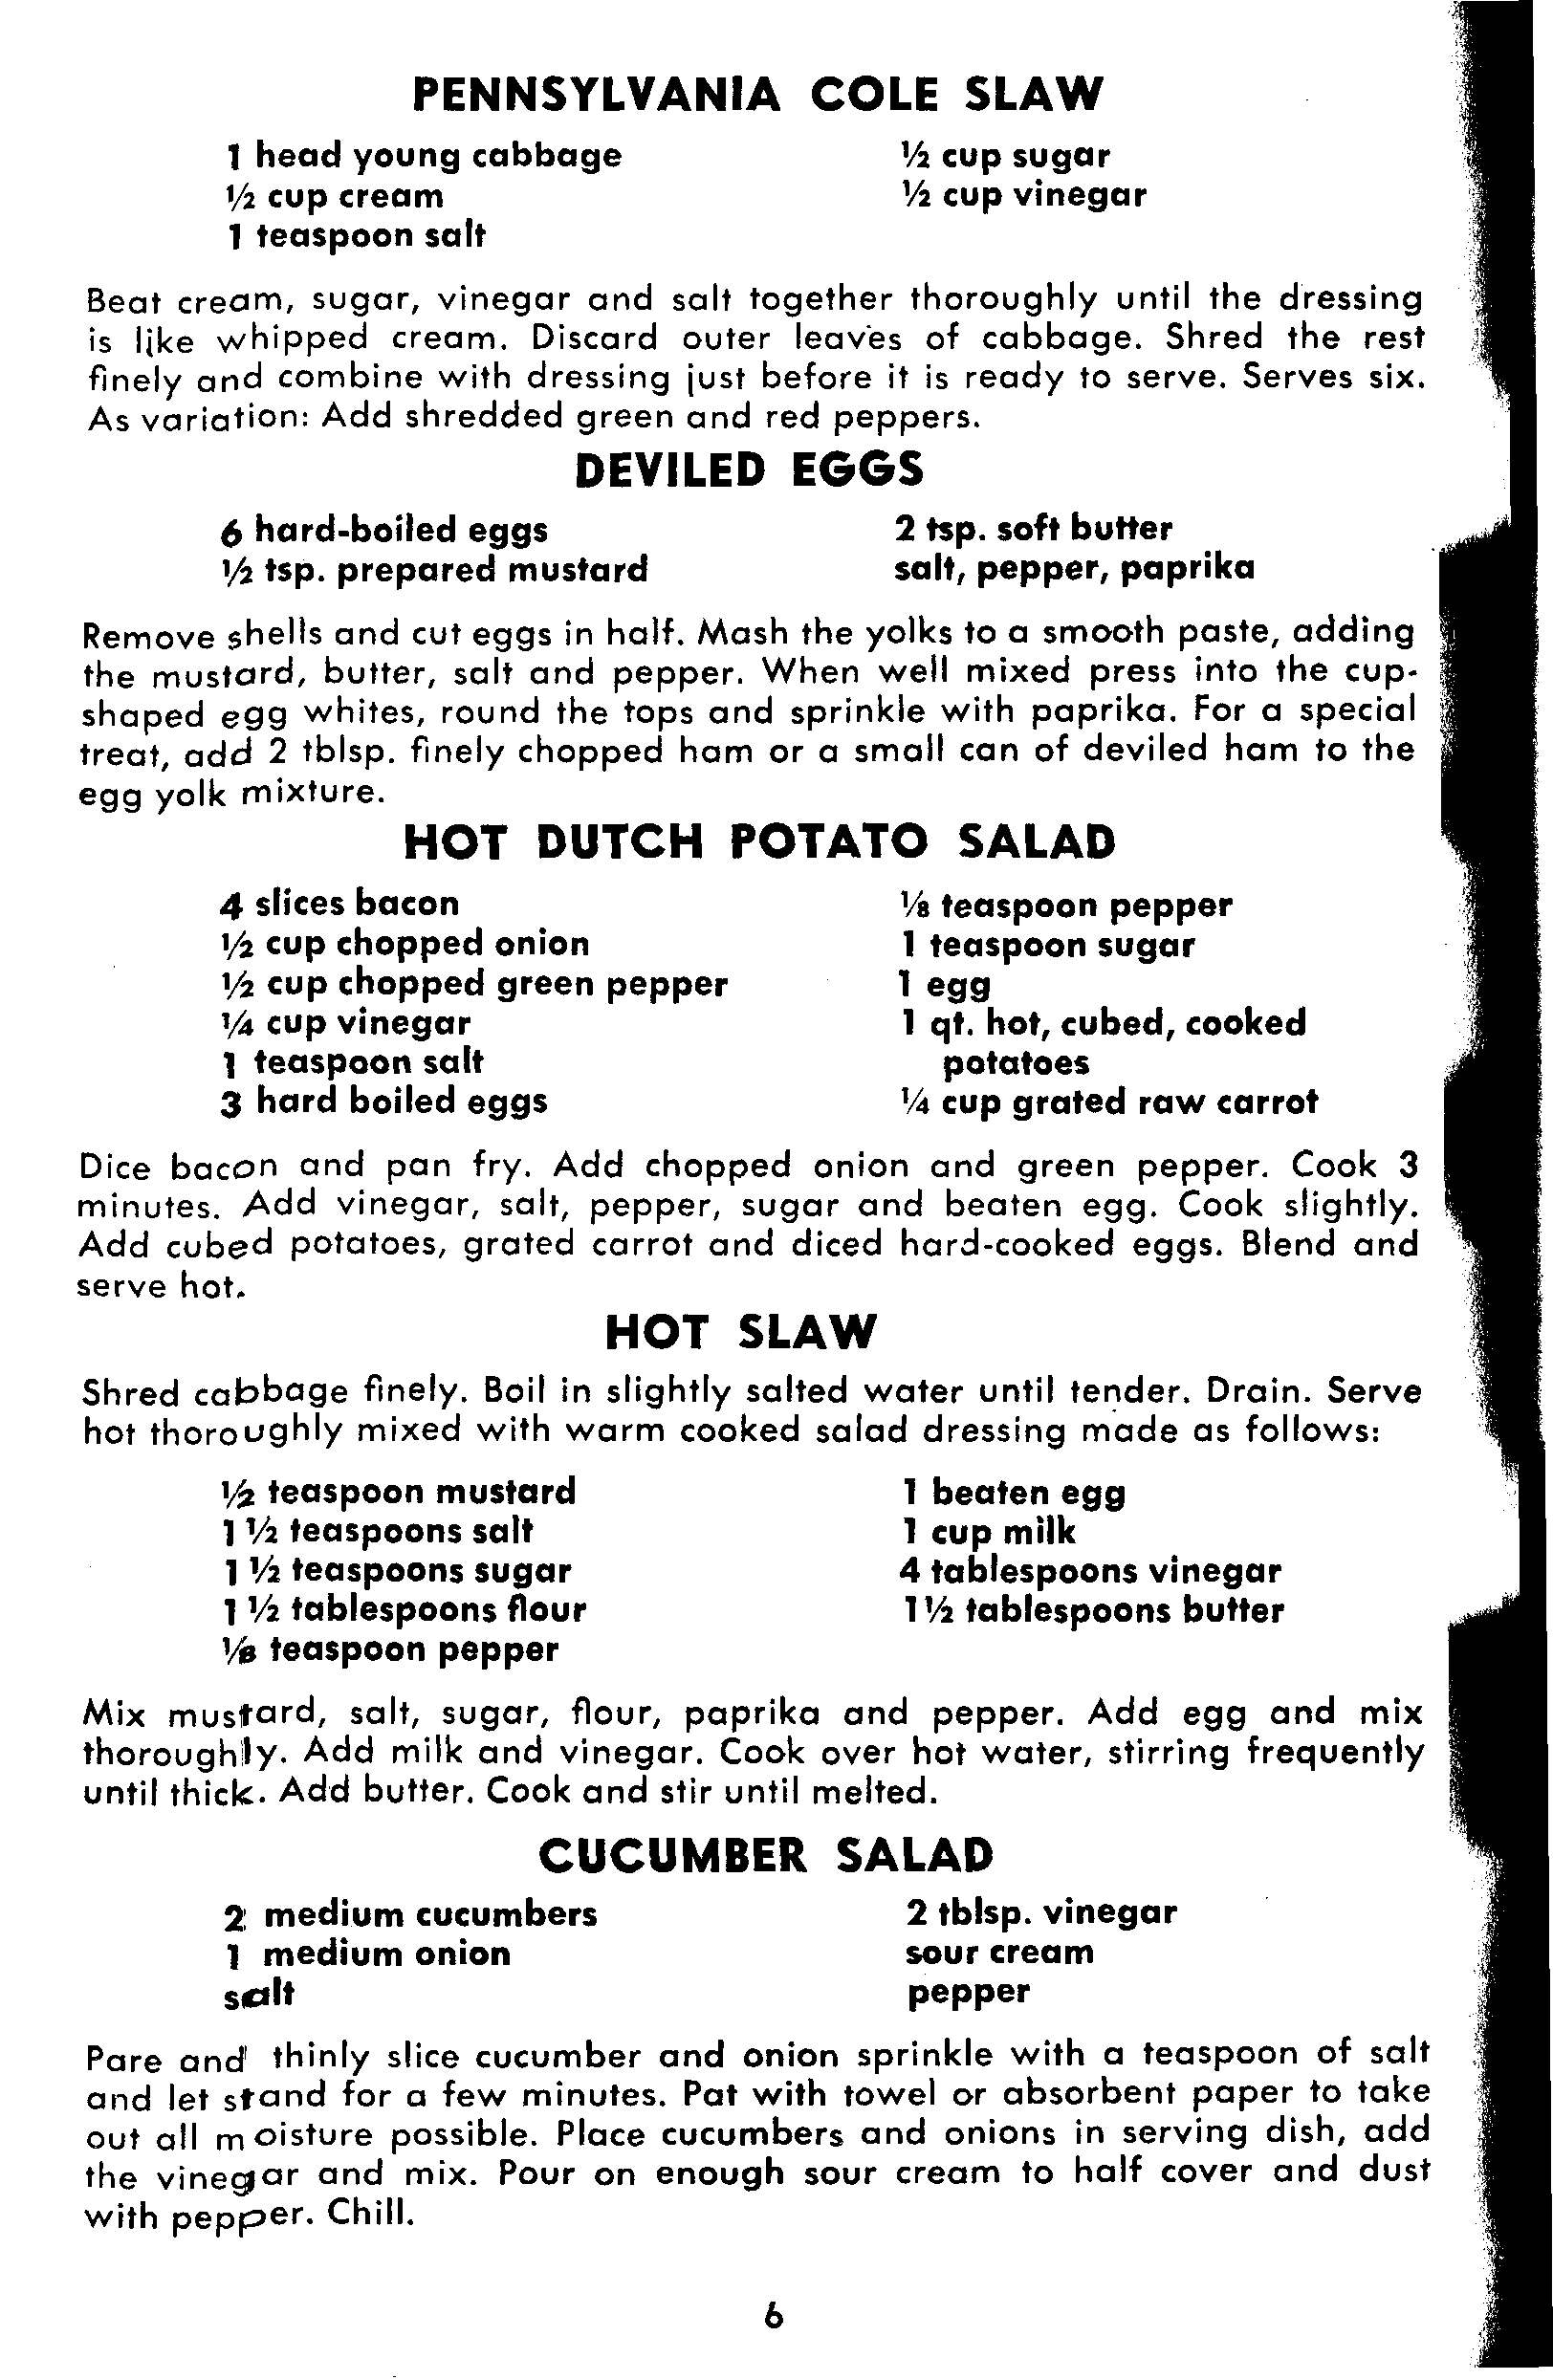 PENNSYLVANIA COLE SLAW
1 head young cabbage
½ cup cream
1 teaspoon salt
½ cup sugar
½ cup vinegar
Beat cream, sugar, vinegar and salt together thoroughly until the dressing
is like whipped cream. Discard outer leaves of cabbage. Shred the rest
finely and combine with dressing just before it is ready to serve. Serves six.
As variation: Add shredded green and red peppers.
DEVILED EGGS
6 hard-boiled eggs
½ tsp. prepared mustard
2 tsp. soft butter
salt, pepper, paprika
Remove shells and cut eggs in half. Mash the yolks to a smooth paste, adding
the mustard, butter, salt and pepper. When well mixed press into the cup-
shaped egg whites, round the tops and sprinkle with paprika. For a special
treat, add 2 tblsp. finely chopped ham or a small can of deviled ham to the
egg yolk mixture.
HOT DUTCH POTATO SALAD
4 slices bacon
½ cup chopped onion
½ cup chopped green pepper
¼ cup vinegar
1 teaspoon salt
3 hard boiled eggs
⅛ teaspoon pepper
1 teaspoon sugar
1 egg
1 qt. hot, cubed, cooked
potatoes
¼ cup grated raw carrot
Dice bacon and pan fry. Add chopped onion and green pepper. Cook 3
minutes. Add vinegar, salt, pepper, sugar and beaten egg. Cook slightly.
Add cubed potatoes, grated carrot and diced hard-cooked eggs. Blend and
serve hot.
HOT SLAW
Shred cabbage finely. Boil in slightly salted water until tender. Drain. Serve
hot thoroughly mixed with warm cooked salad dressing made as follows:
½ teaspoon mustard
1 ½ teaspoons salt
1 ½ teaspoons sugar
1 ½ tablespoons flour
⅛ teaspoon pepper
1 beaten egg
1 cup milk
4 tablespoons vinegar
1 ½ tablespoons butter
Mix mustard, salt, sugar, flour, paprika and pepper. Add egg and mix
thoroughly. Add milk and vinegar. Cook over hot water, stirring frequently
until thick. Add butter. Cook and stir until melted.
CUCUMBER SALAD
2 medium cucumbers
1 medium onion
salt
2 tblsp. vinegar
sour cream
pepper
Pare and thinly slice cucumber and onion sprinkle with a teaspoon of salt
and let stand for a few minutes. Pat with towel or absorbent paper to take
out all moisture possible. Place cucumbers and onions in serving dish, add
the vinegar and mix. Pour on enough sour cream to half cover and dust
with pepper. Chill.
6